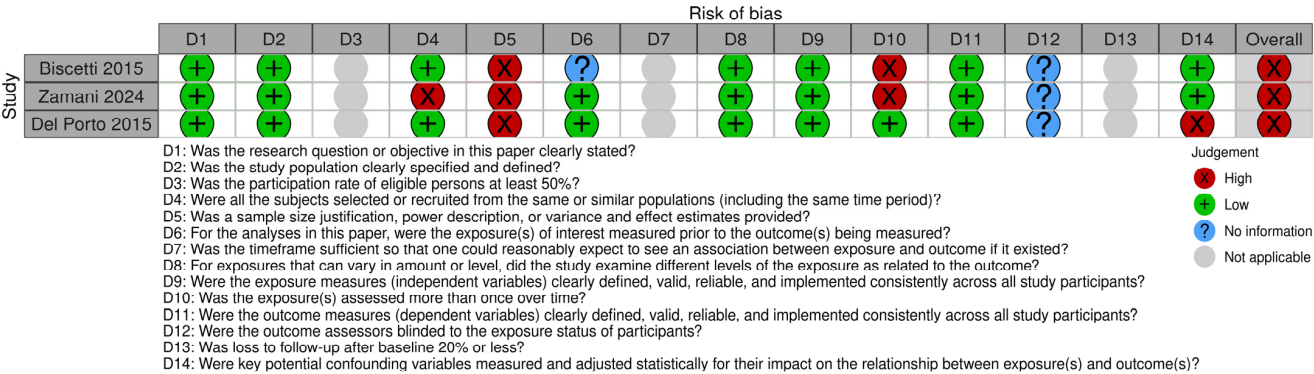 Risk of bias
D1 D2 D3 D4 D5 D6 D7 D8 D9 D10 D11 D12 D13 D14 Overall
Study
Biscetti 2015 + + + X ? + + X + ? + X
Zamani 2024 + + X X + + + X + ? + X
Del Porto 2015 + + + X + + + + + ? X X
D1: Was the research question or objective in this paper clearly stated?
D2: Was the study population clearly specified and defined?
D3: Was the participation rate of eligible persons at least 50%?
D4: Were all the subjects selected or recruited from the same or similar populations (including the same time period)?
D5: Was a sample size justification, power description, or variance and effect estimates provided?
D6: For the analyses in this paper, were the exposure(s) of interest measured prior to the outcome(s) being measured?
D7: Was the timeframe sufficient so that one could reasonably expect to see an association between exposure and outcome if it existed?
D8: For exposures that can vary in amount or level, did the study examine different levels of the exposure as related to the outcome?
D9: Were the exposure measures (independent variables) clearly defined, valid, reliable, and implemented consistently across all study participants?
D10: Was the exposure(s) assessed more than once over time?
D11: Were the outcome measures (dependent variables) clearly defined, valid, reliable, and implemented consistently across all study participants?
D12: Were the outcome assessors blinded to the exposure status of participants?
D13: Was loss to follow-up after baseline 20% or less?
D14: Were key potential confounding variables measured and adjusted statistically for their impact on the relationship between exposure(s) and outcome(s)?
Judgement
X High
+ Low
? No information
Not applicable